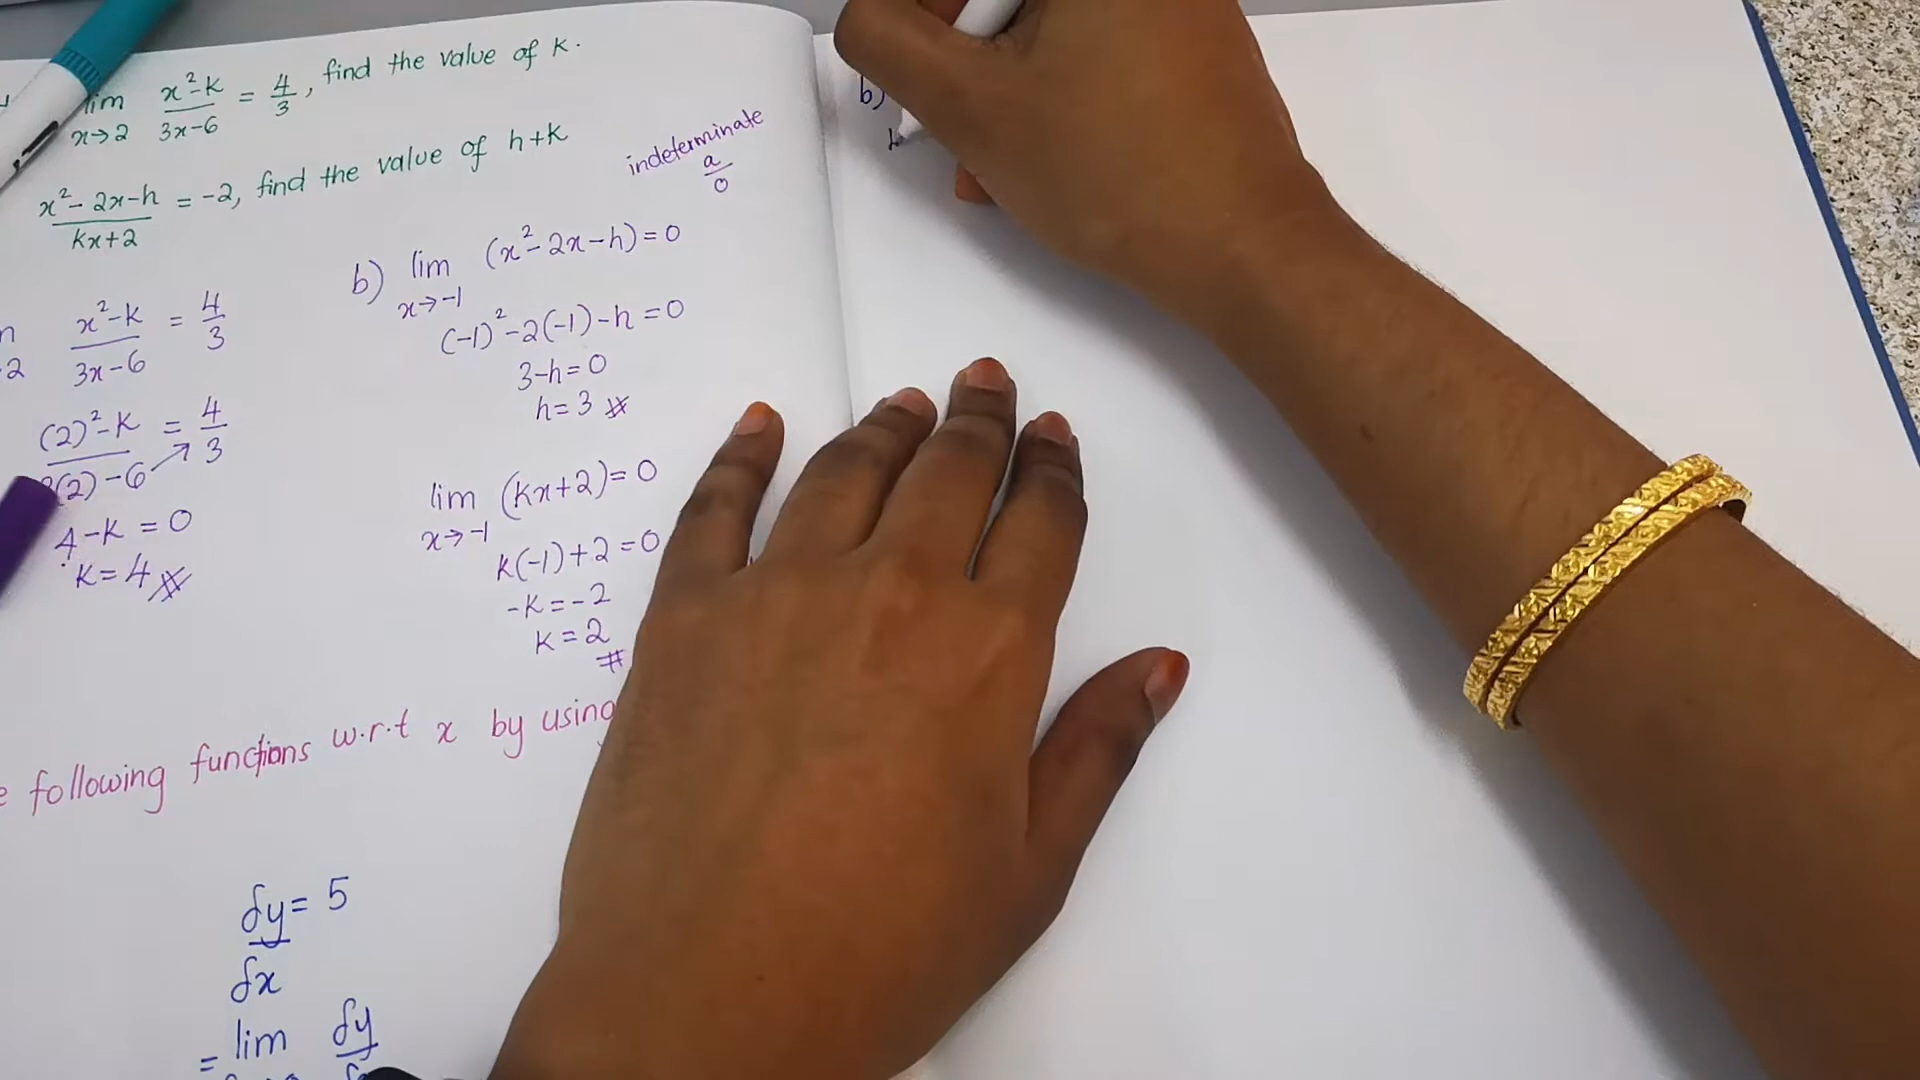 lim x→2 x²-k / 3x-6 = 4/3, find the value of k.
x²-2x-h / kx+2 = -2, find the value of h+k
indeterminate
a/0
x²-k / 3x-6 = 4/3
(2)²-k / (2)-6 = 4/3
4-k = 0
k = 4
b) lim x→-1 (x²-2x-h) = 0
(-1)²-2(-1)-h = 0
3-h = 0
h = 3
lim x→-1 (kx+2) = 0
k(-1)+2 = 0
-k = -2
k = 2
following functions w.r.t x by using
δy/δx = 5
= lim δy
b)